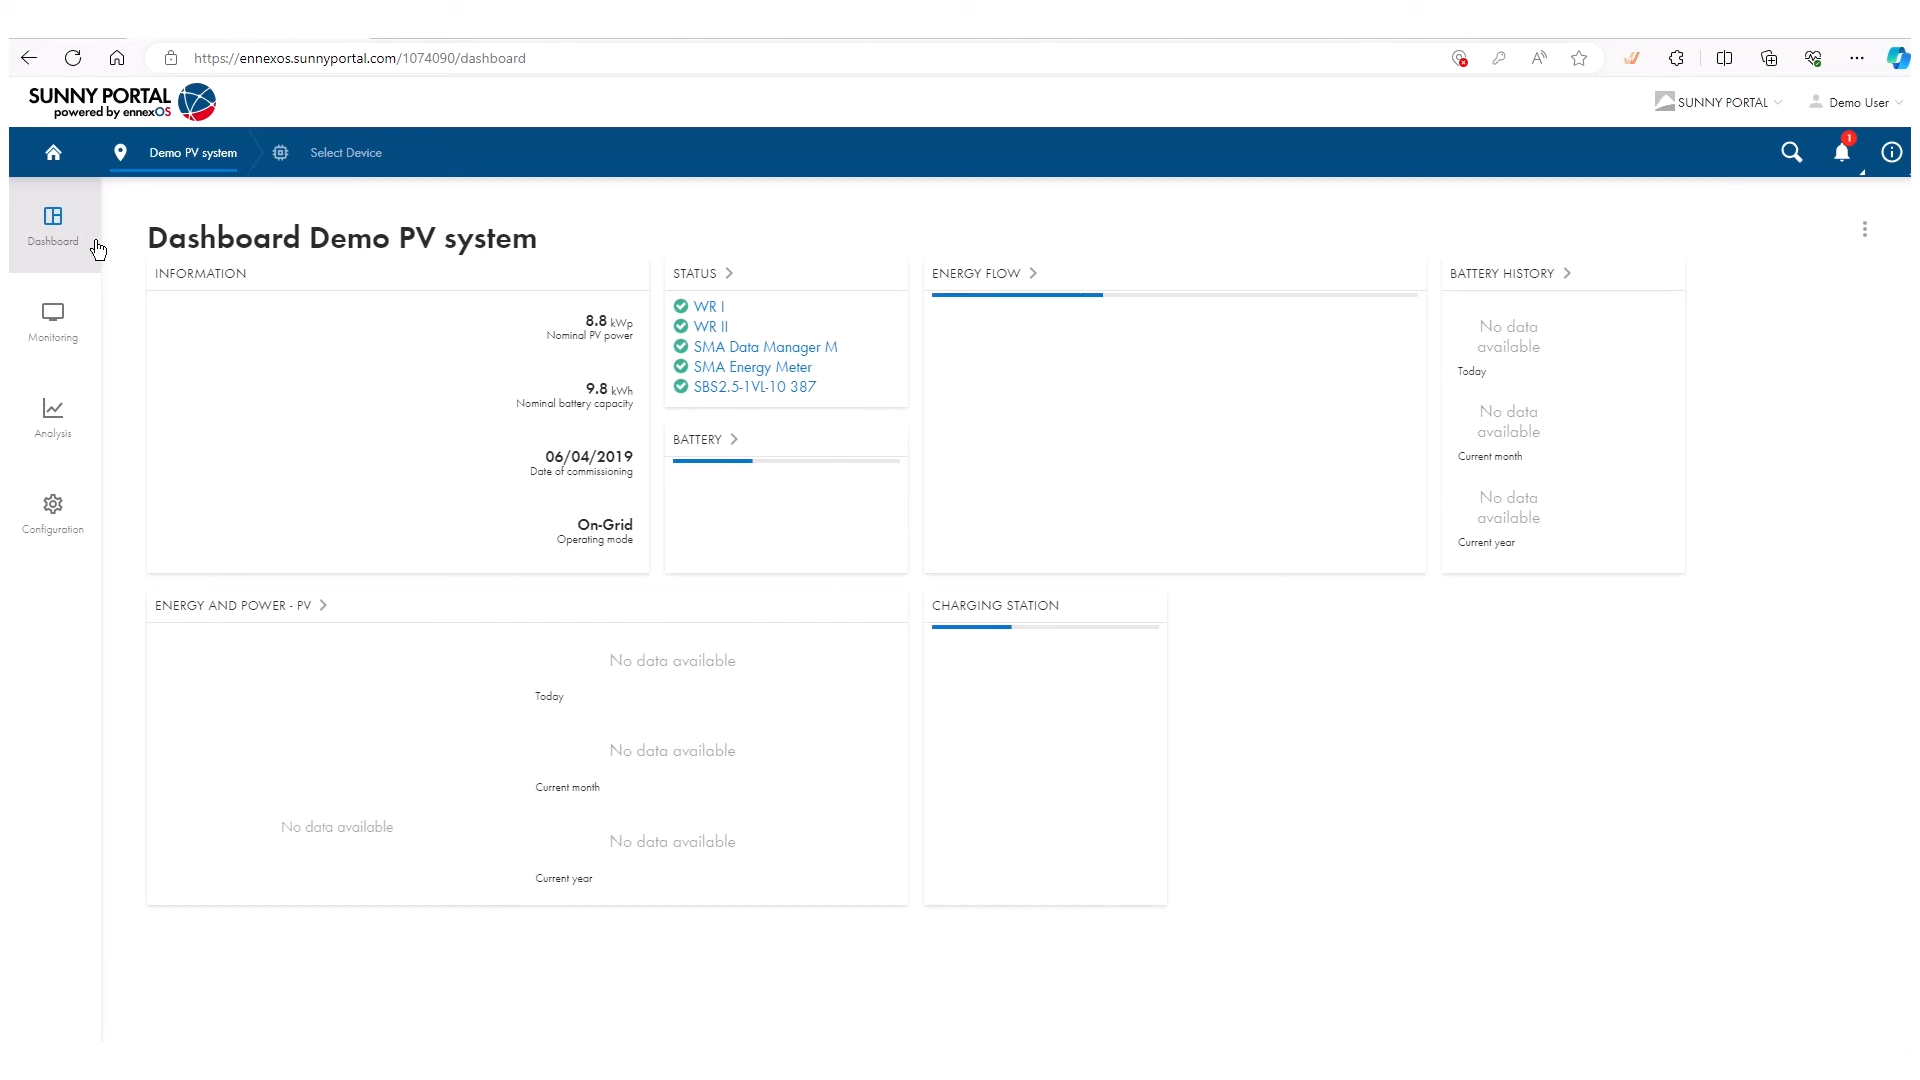 https://ennexos.sunnyportal.com/1074090/dashboard
SUNNY PORTAL
powered by ennexOS
SUNNY PORTAL
Demo User
Demo PV system
Select Device
1
Dashboard
Monitoring
Analysis
Configuration
Dashboard Demo PV system
INFORMATION
8.8 kWp
Nominal PV power
9.8 kWh
Nominal battery capacity
06/04/2019
Date of commissioning
On-Grid
Operating mode
STATUS
WR I
WR II
SMA Data Manager M
SMA Energy Meter
SBS2.5-1VL-10 387
BATTERY
ENERGY FLOW
BATTERY HISTORY
No data
available
Today
No data
available
Current month
No data
available
Current year
ENERGY AND POWER - PV
No data available
No data available
Today
No data available
Current month
No data available
Current year
CHARGING STATION